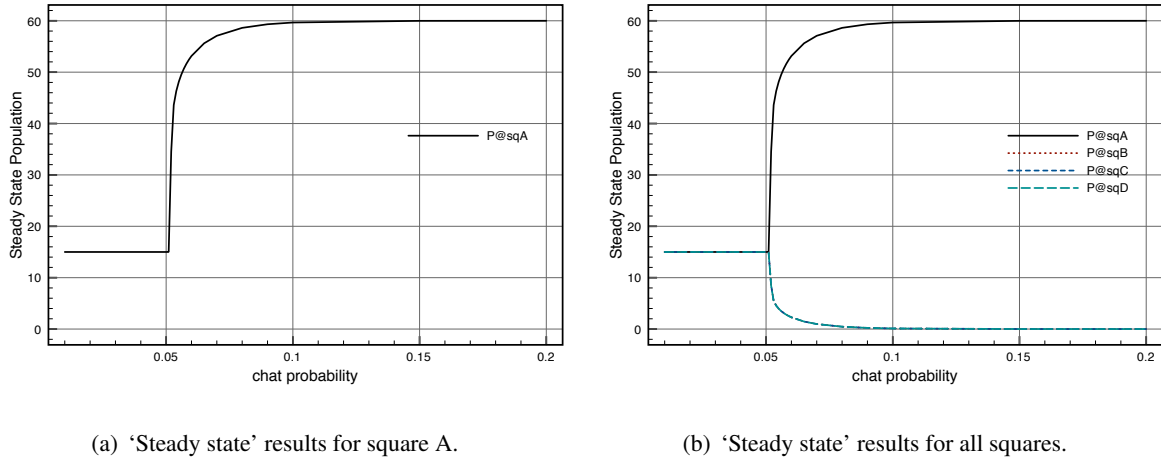 60
50
40
30
20
10
0
Steady State Population
P@sqA
0.05
0.1
0.15
0.2
chat probability
(a) ‘Steady state’ results for square A.
60
50
40
30
20
10
0
Steady State Population
P@sqA
P@sqB
P@sqC
P@sqD
0.05
0.1
0.15
0.2
chat probability
(b) ‘Steady state’ results for all squares.